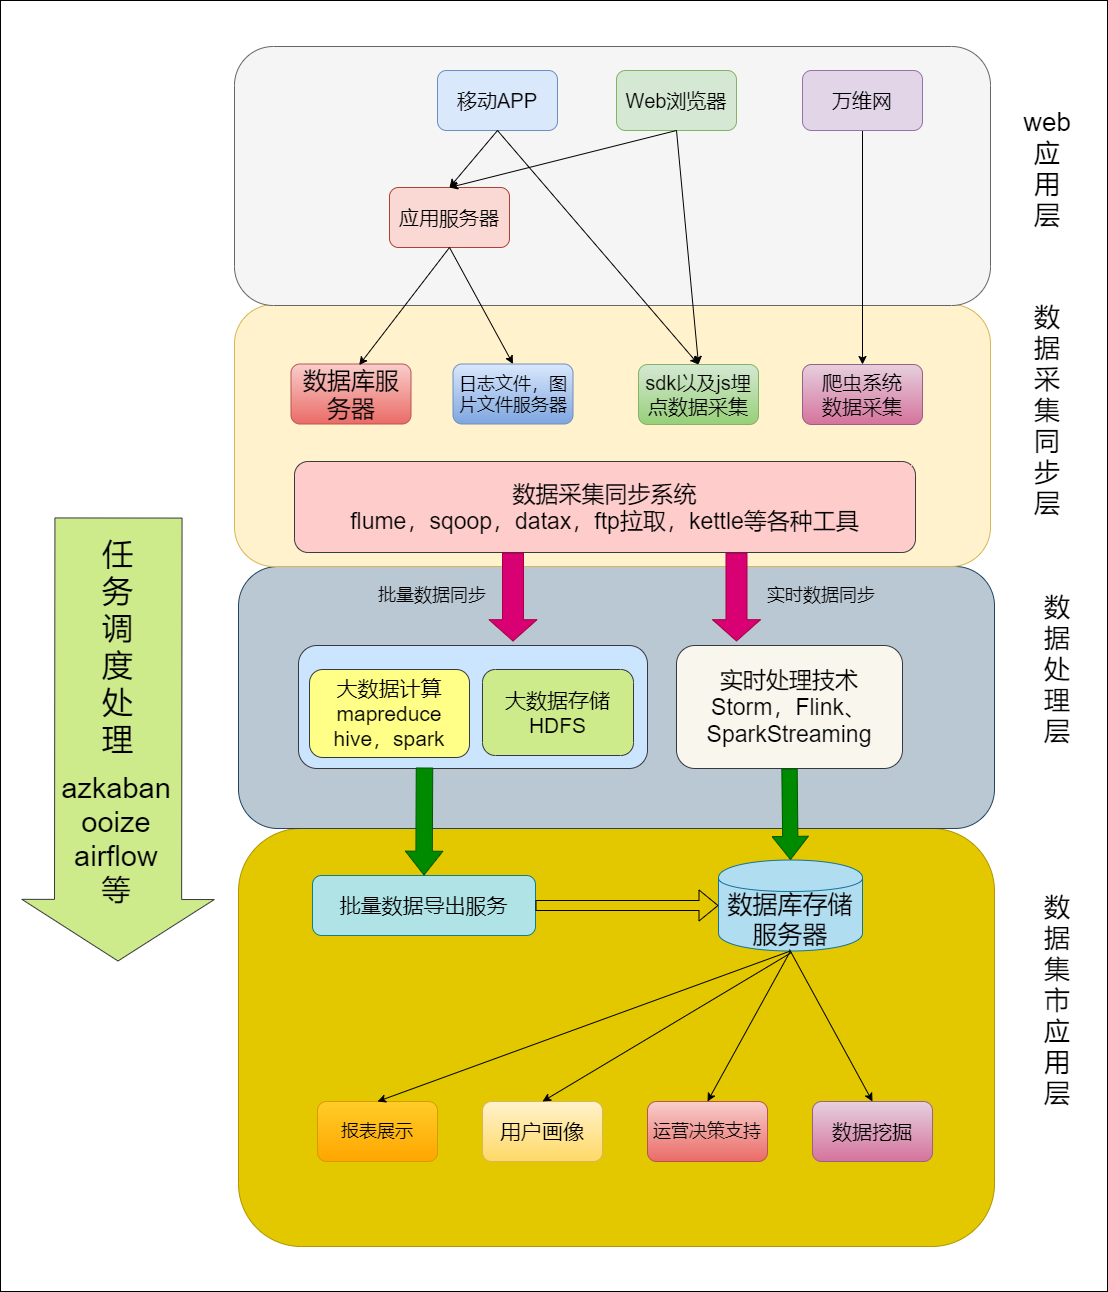 移动APP
Web浏览器
万维网
web
应
用
层
应用服务器
数据库服
务器
日志文件，图
片文件服务器
sdk以及js埋
点数据采集
爬虫系统
数据采集
数
据
采
集
同
步
层
数据采集同步系统
flume，sqoop，datax，ftp拉取，kettle等各种工具
任
务
调
度
处
理
azkaban
ooize
airflow
等
批量数据同步
实时数据同步
大数据计算
mapreduce
hive，spark
大数据存储
HDFS
实时处理技术
Storm，Flink、
SparkStreaming
数
据
处
理
层
批量数据导出服务
数据库存储
服务器
数
据
集
市
应
用
层
报表展示
用户画像
运营决策支持
数据挖掘